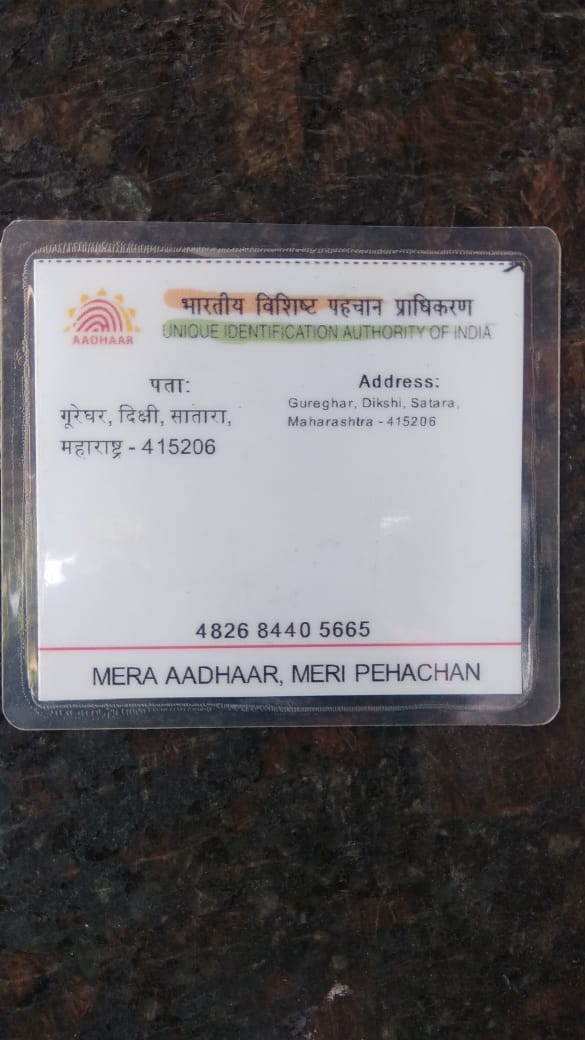 भारतीय विशिष्ट पहचान प्राधिकरण
AADHAAR
UNIQUE IDENTIFICATION AUTHORITY OF INDIA
पता:
गूरेघर, दिक्षी, सातारा,
महाराष्ट्र - 415206
Address:
Gureghar, Dikshi, Satara,
Maharashtra - 415206
4826 8440 5665
MERA AADHAAR, MERI PEHACHAN